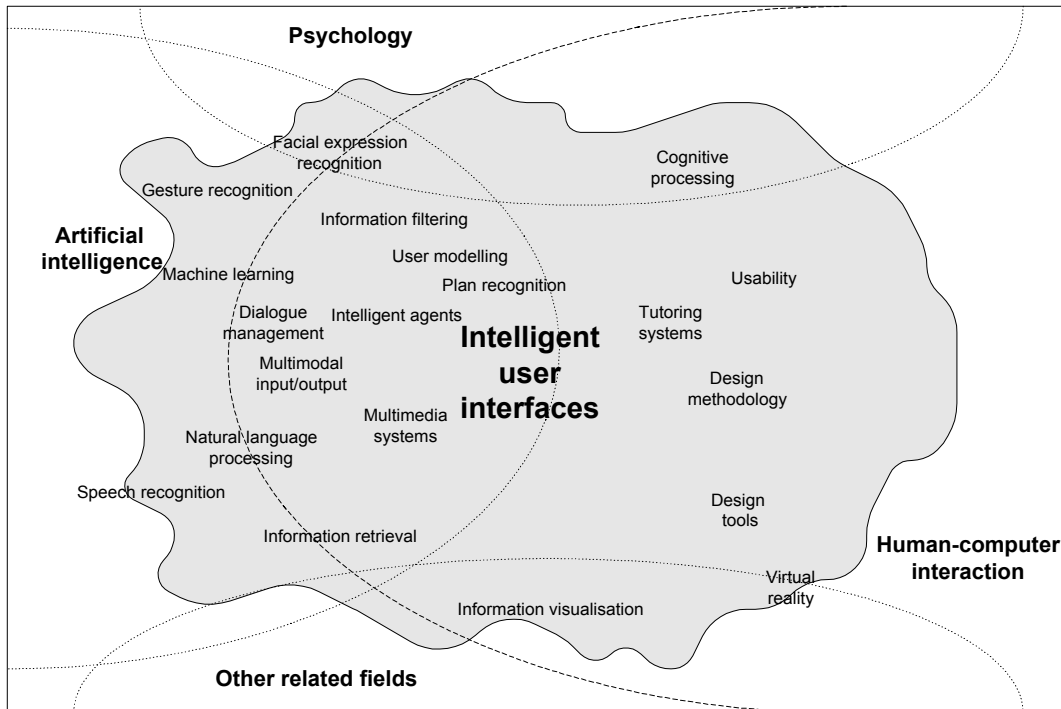 Psychology
Facial expression
recognition
Cognitive
processing
Gesture recognition
Information filtering
Artificial
intelligence
User modelling
Machine learning
Plan recognition
Usability
Dialogue
management
Intelligent agents
Tutoring
systems
Intelligent
user
interfaces
Multimodal
input/output
Design
methodology
Multimedia
systems
Natural language
processing
Speech recognition
Design
tools
Information retrieval
Human-computer
interaction
Virtual
reality
Information visualisation
Other related fields